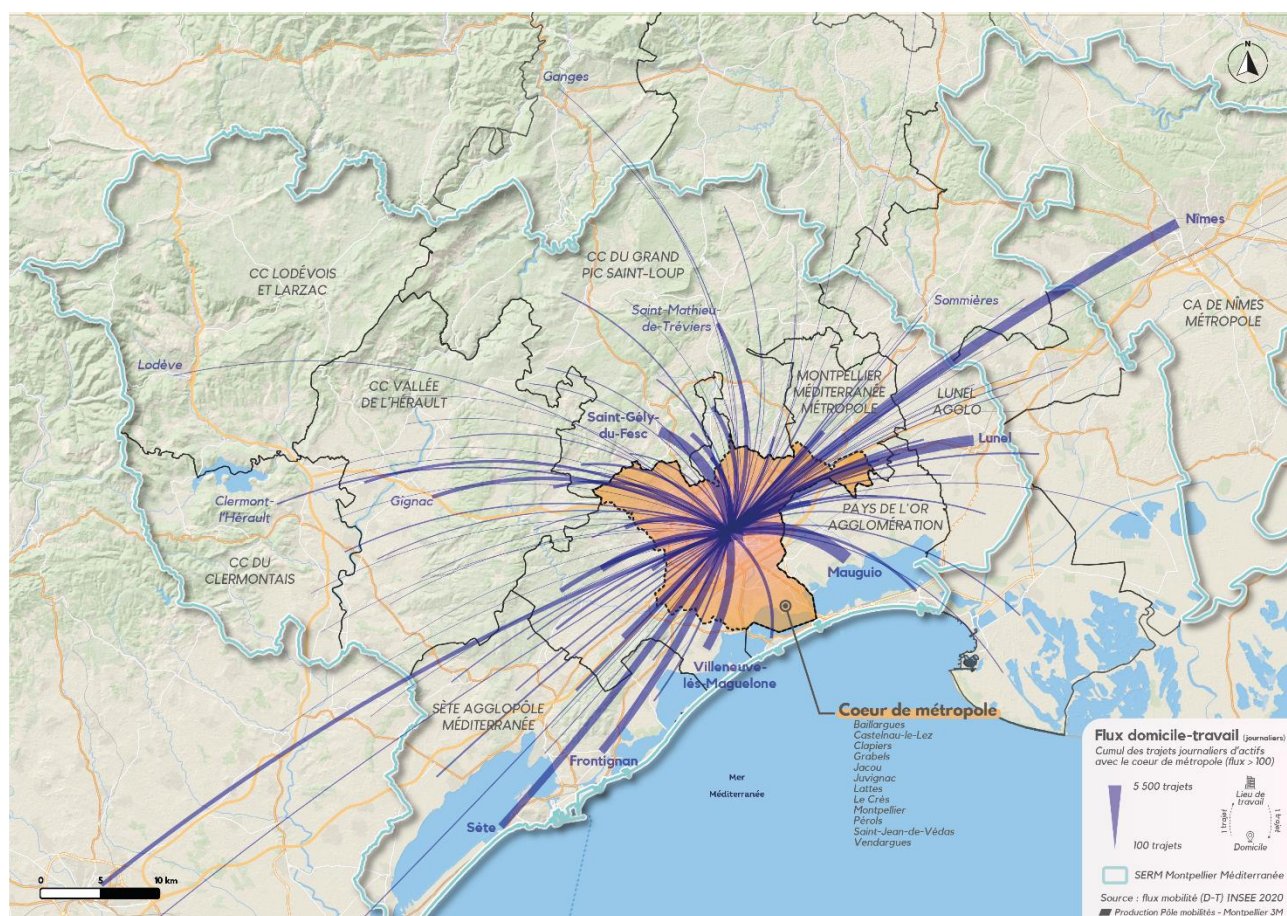 N
Ganges
Nîmes
CC LODÉVOIS
ET LARZAC
CC DU GRAND
PIC SAINT-LOUP
CA DE NÎMES
MÉTROPOLE
Sommières
Saint-Mathieu-
de-Tréviers
Lodève
CC VALLÉE
DE L'HÉRAULT
MONTPELLIER
MÉDITERRANÉE
MÉTROPOLE
LUNEL
AGGLO
Saint-Gély-
du-Fesc
Lunel
Clermont-
l'Hérault
Gignac
PAYS DE L'OR
AGGLOMÉRATION
CC DU
CLERMONTAIS
Mauguio
Villeneuve-
lès-Maguelone
SÈTE AGGLOPÔLE
MÉDITERRANÉE
Frontignan
Sète
Mer
Méditerranée
Coeur de métropole
Baillargues
Castelnau-le-Lez
Clapiers
Grabels
Jacou
Juvignac
Lattes
Le Crès
Montpellier
Pérols
Saint-Jean-de-Védas
Vendargues
Flux domicile-travail (journaliers)
Cumul des trajets journaliers d'actifs
avec le coeur de métropole (flux > 100)
5 500 trajets
100 trajets
Lieu de
travail
1 trajet
1 trajet
Domicile
SERM Montpellier Méditerranée
Source : flux mobilité (D-T) INSEE 2020
Production Pôle mobilités - Montpellier 3M
0 5 10 km